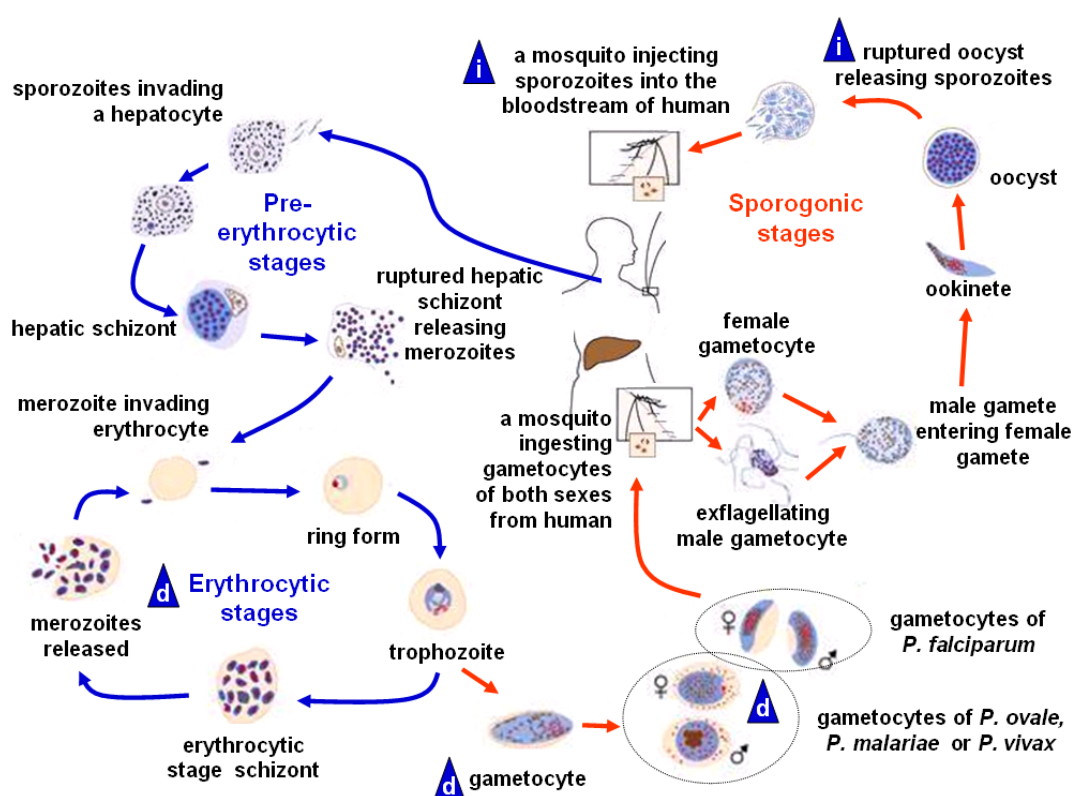 i
a mosquito injecting
sporozoites into the
bloodstream of human
i
ruptured oocyst
releasing sporozoites
sporozoites invading
a hepatocyte
oocyst
Pre-
erythrocytic
stages
Sporogonic
stages
ruptured hepatic
schizont
releasing
merozoites
hepatic schizont
ookinete
female
gametocyte
merozoite invading
erythrocyte
a mosquito
ingesting
gametocytes
of both sexes
from human
male gamete
entering female
gamete
exflagellating
male gametocyte
ring form
d
Erythrocytic
stages
merozoites
released
trophozoite
♀
♂
gametocytes of
P. falciparum
♀
♂
d
gametocytes of P. ovale,
P. malariae or P. vivax
erythrocytic
stage schizont
d
gametocyte